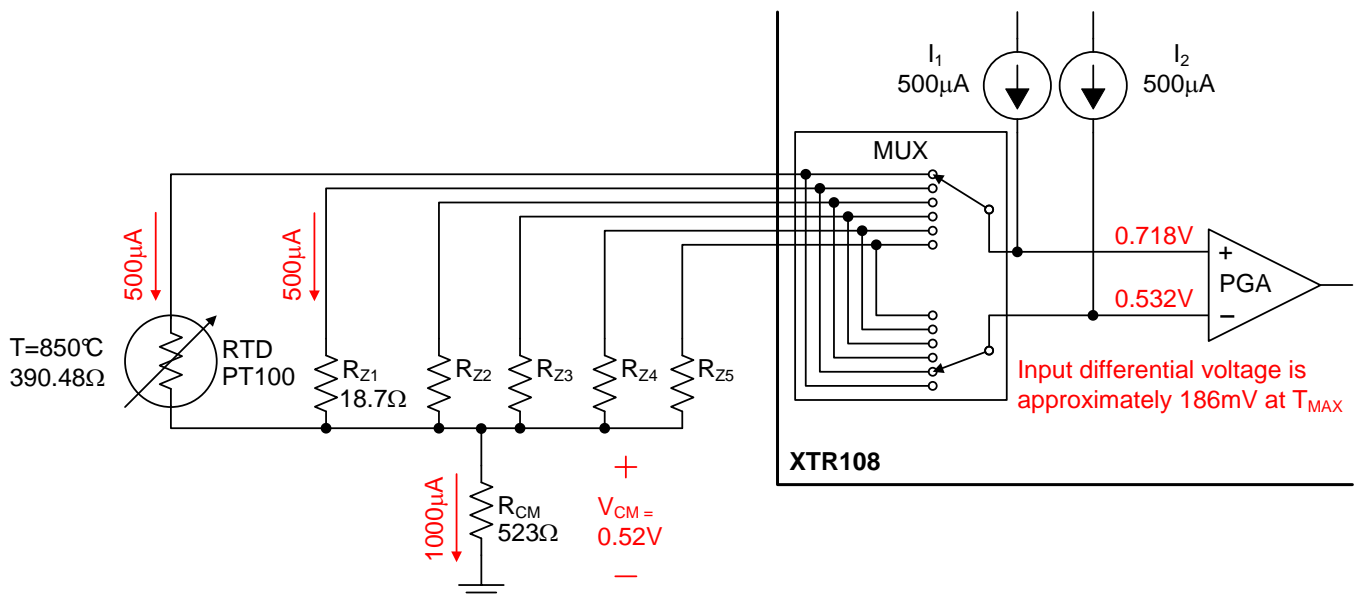 I1
500μA
I2
500μA
MUX
0.718V
0.532V
+
PGA
−
500μA
500μA
T=850°C
390.48Ω
RTD
PT100
RZ1
18.7Ω
RZ2
RZ3
RZ4
RZ5
Input differential voltage is
approximately 186mV at TMAX
XTR108
1000μA
RCM
523Ω
+
VCM =
0.52V
−